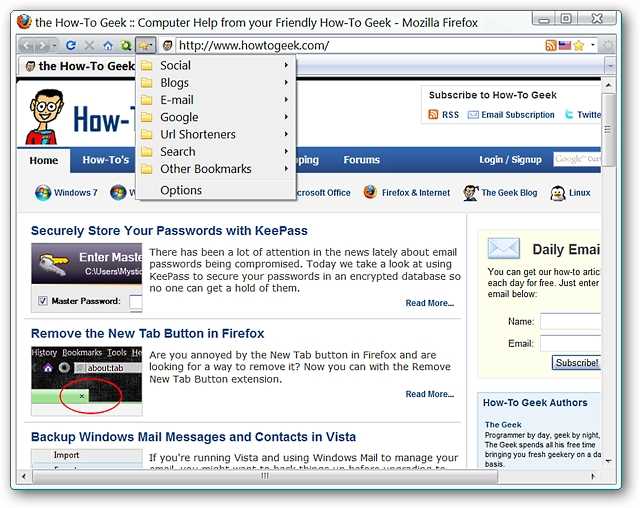 the How-To Geek :: Computer Help from your Friendly How-To Geek - Mozilla Firefox
http://www.howtogeek.com/
the How-To Geek
Social
Blogs
E-mail
Google
Url Shorteners
Search
Other Bookmarks
Options
Subscribe to How-To Geek
RSS Email Subscription Twitte
How-T
Home How-To's ping Forums Login / Signup Google™ Cu
Windows 7 W icrosoft Office Firefox & Internet The Geek Blog Linux
Securely Store Your Passwords with KeePass
Enter Mast
C:\Users\Mystic
Master Password:
There has been a lot of attention in the news lately about email
passwords being compromised. Today we take a look at using
KeePass to secure your passwords in an encrypted database so
no one can get a hold of them.
Read More...
Remove the New Tab Button in Firefox
History Bookmarks Tools He
about:tab
Are you annoyed by the New Tab button in Firefox and are
looking for a way to remove it? Now you can with the Remove
New Tab Button extension.
Read More...
Backup Windows Mail Messages and Contacts in Vista
Import
If you're running Vista and using Windows Mail to manage your
email, you might want to back things up before upgrading to
Daily Emai
You can get our how-to artic
each day for free. Just enter
email below:
Name:
Email:
Subscribe!
How-To Geek Authors
The Geek
Programmer by day, geek by night,
The Geek spends all his free time
bringing you fresh geekery on a da
basis.